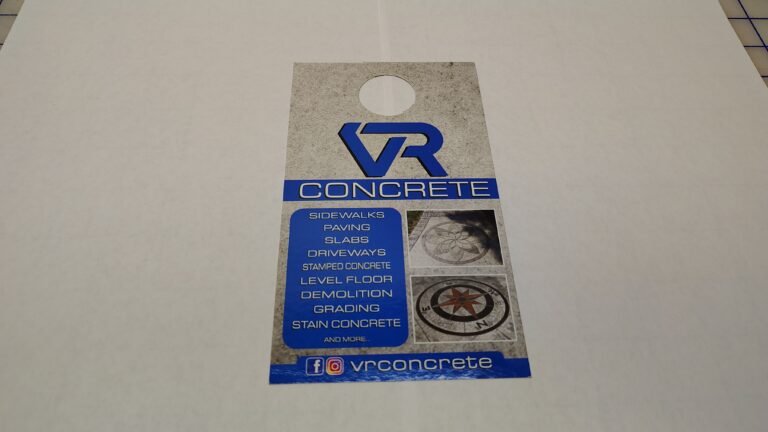 VR
CONCRETE
SIDEWALKS
PAVING
SLABS
DRIVEWAYS
STAMPED CONCRETE
LEVEL FLOOR
DEMOLITION
GRADING
STAIN CONCRETE
AND MORE..
f vrconcrete
N